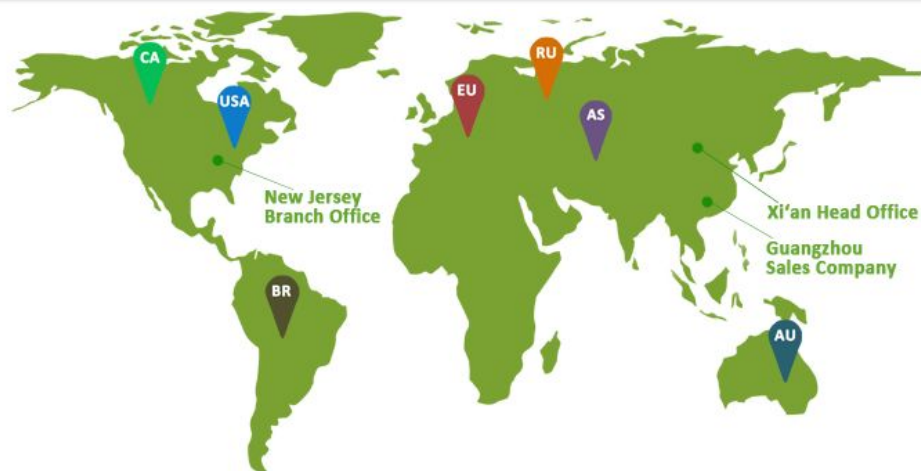 CA
RU
USA
EU
AS
New Jersey
Branch Office
Xi'an Head Office
Guangzhou
Sales Company
BR
AU